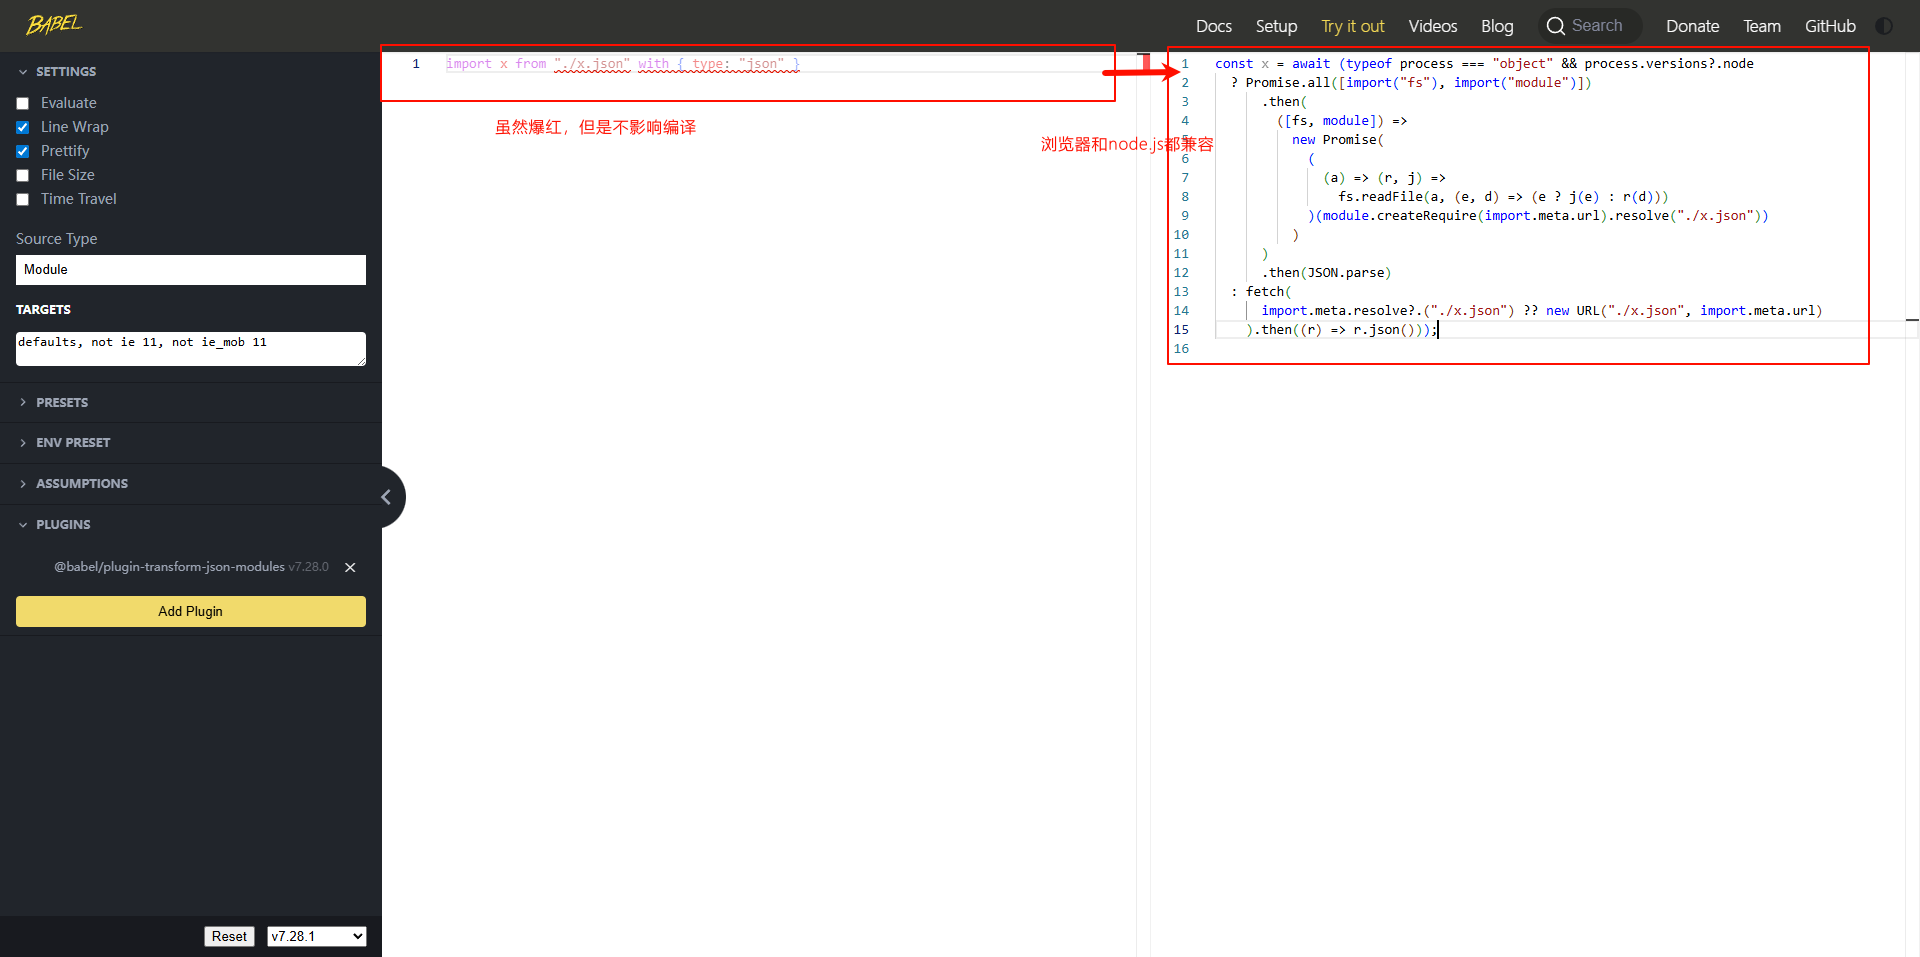 BABEL
Docs Setup Try it out Videos Blog Search Donate Team GitHub
SETTINGS
Evaluate
Line Wrap
Prettify
File Size
Time Travel
Source Type
Module
TARGETS
defaults, not ie 11, not ie_mob 11
PRESETS
ENV PRESET
ASSUMPTIONS
PLUGINS
@babel/plugin-transform-json-modules v7.28.0
Add Plugin
Reset v7.28.1
1 import x from "./x.json" with { type: "json" }
虽然爆红，但是不影响编译
浏览器和node.js都兼容
1 const x = await (typeof process === "object" && process.versions?.node
2 ? Promise.all([import("fs"), import("module")])
3 .then(
4 ([fs, module]) =>
5 new Promise(
6 (
7 (a) => (r, j) =>
8 fs.readFile(a, (e, d) => (e ? j(e) : r(d)))
9 )(module.createRequire(import.meta.url).resolve("./x.json"))
10 )
11 )
12 .then(JSON.parse)
13 : fetch(
14 import.meta.resolve?.("./x.json") ?? new URL("./x.json", import.meta.url)
15 ).then((r) => r.json()));
16